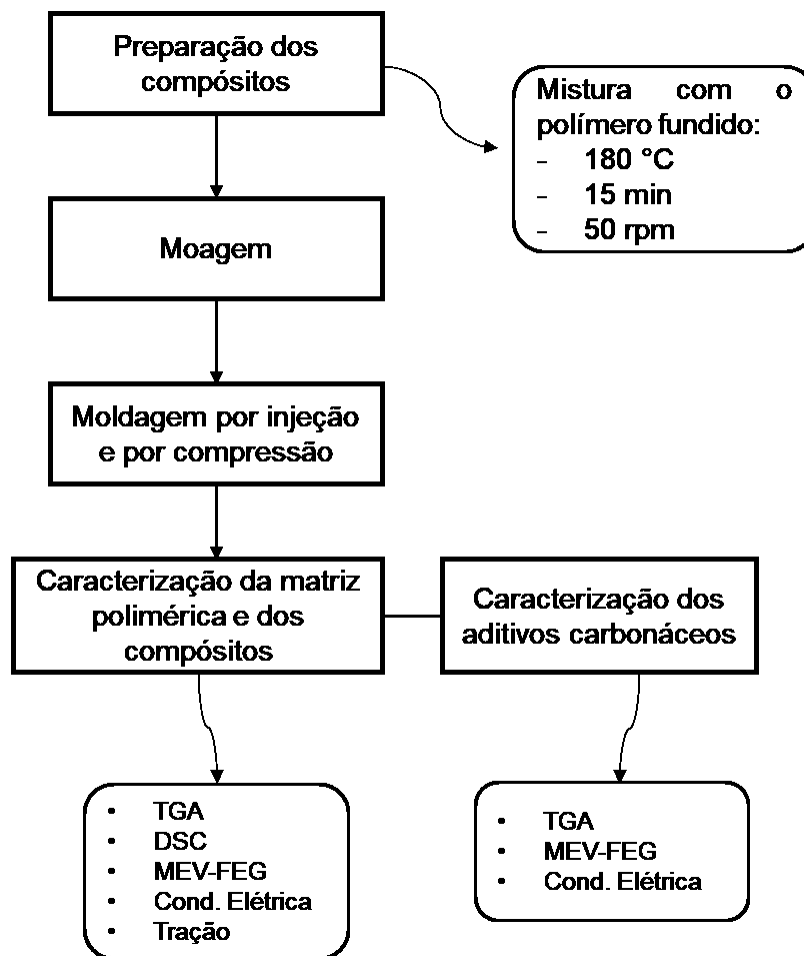 Preparação dos
compósitos
Mistura com o
polímero fundido:
- 180 °C
- 15 min
- 50 rpm
Moagem
Moldagem por injeção
e por compressão
Caracterização da matriz
polimérica e dos
compósitos
Caracterização dos
aditivos carbonáceos
• TGA
• DSC
• MEV-FEG
• Cond. Elétrica
• Tração
• TGA
• MEV-FEG
• Cond. Elétrica